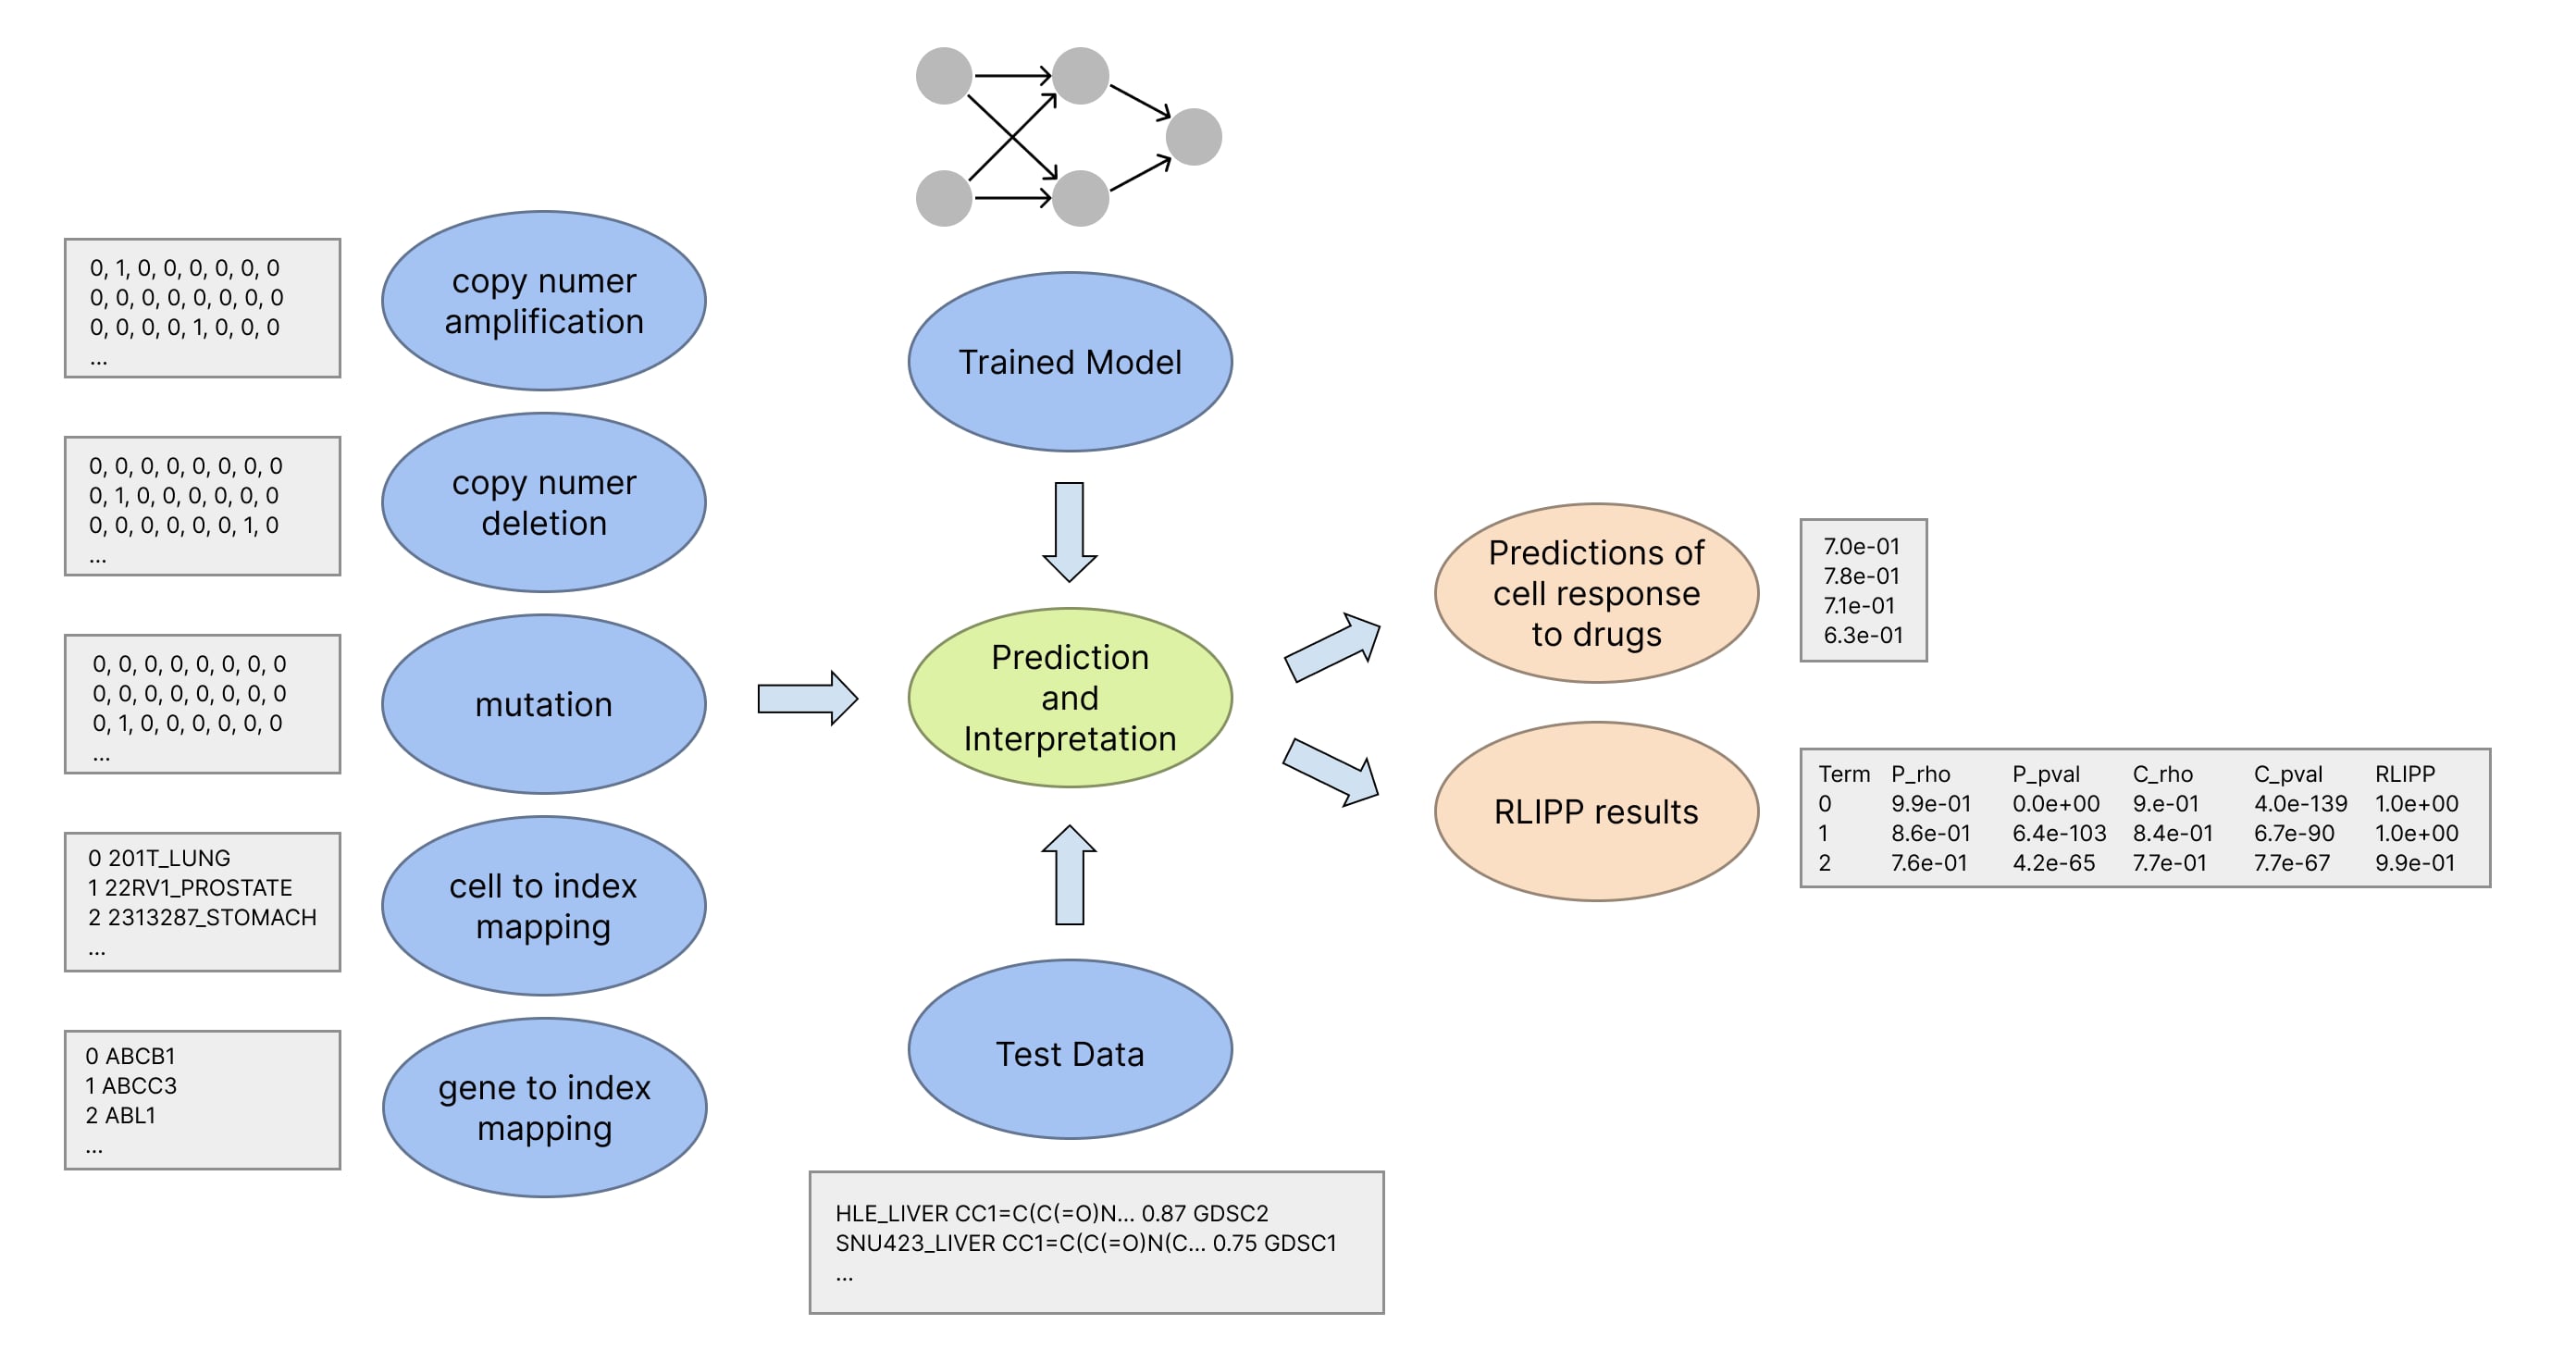 0, 1, 0, 0, 0, 0, 0, 0
0, 0, 0, 0, 0, 0, 0, 0
0, 0, 0, 0, 1, 0, 0, 0
...
copy numer
amplification
0, 0, 0, 0, 0, 0, 0, 0
0, 1, 0, 0, 0, 0, 0, 0
0, 0, 0, 0, 0, 0, 1, 0
...
copy numer
deletion
0, 0, 0, 0, 0, 0, 0, 0
0, 0, 0, 0, 0, 0, 0, 0
0, 1, 0, 0, 0, 0, 0, 0
...
mutation
0 201T_LUNG
1 22RV1_PROSTATE
2 2313287_STOMACH
...
cell to index
mapping
0 ABCB1
1 ABCC3
2 ABL1
...
gene to index
mapping
Trained Model
Prediction
and
Interpretation
Test Data
HLE_LIVER CC1=C(C(=O)N... 0.87 GDSC2
SNU423_LIVER CC1=C(C(=O)N(C... 0.75 GDSC1
...
Predictions of
cell response
to drugs
7.0e-01
7.8e-01
7.1e-01
6.3e-01
RLIPP results
Term P_rho P_pval C_rho C_pval RLIPP
0 9.9e-01 0.0e+00 9.e-01 4.0e-139 1.0e+00
1 8.6e-01 6.4e-103 8.4e-01 6.7e-90 1.0e+00
2 7.6e-01 4.2e-65 7.7e-01 7.7e-67 9.9e-01